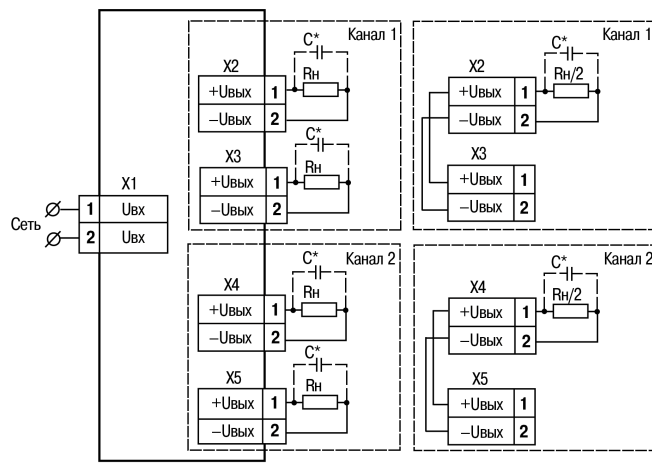 Сеть
X1
1 Uвх
2 Uвх
Канал 1
C*
X2
Rн
+Uвых 1
−Uвых 2
C*
X3
Rн
+Uвых 1
−Uвых 2
Канал 2
C*
X4
Rн
+Uвых 1
−Uвых 2
C*
X5
Rн
+Uвых 1
−Uвых 2
Канал 1
C*
X2
Rн/2
+Uвых 1
−Uвых 2
X3
+Uвых 1
−Uвых 2
Канал 2
C*
X4
Rн/2
+Uвых 1
−Uвых 2
X5
+Uвых 1
−Uвых 2